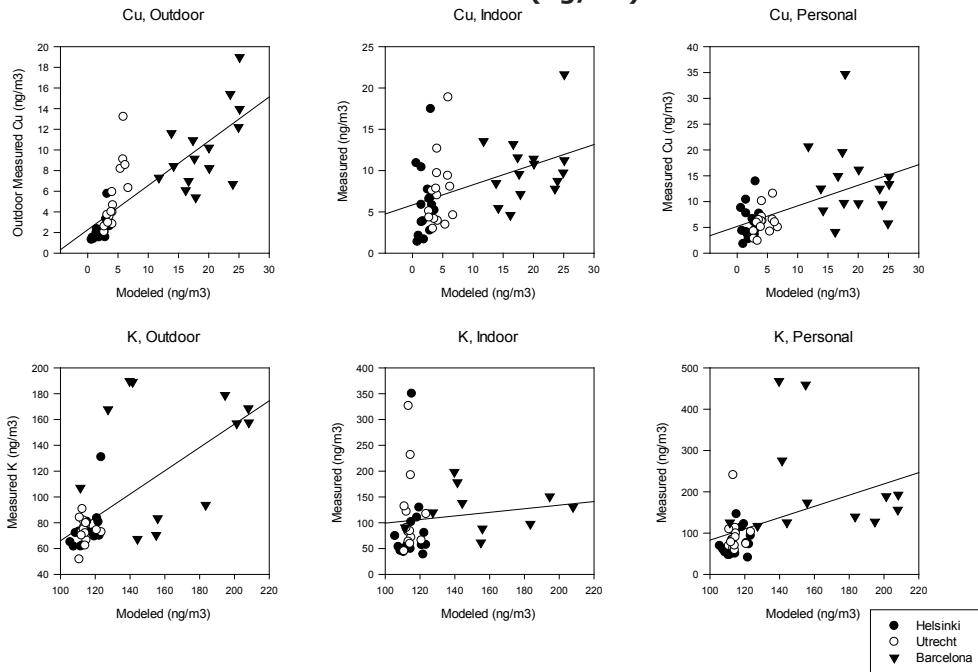 Cu, Outdoor
Cu, Indoor
Cu, Personal
Outdoor Measured Cu (ng/m3)
20
18
16
14
12
10
8
6
4
2
0
0 5 10 15 20 25 30
Modeled (ng/m3)
Measured (ng/m3)
25
20
15
10
5
0
0 5 10 15 20 25 30
Modeled (ng/m3)
Measured Cu (ng/m3)
40
35
30
25
20
15
10
5
0
0 5 10 15 20 25 30
Modeled (ng/m3)
K, Outdoor
K, Indoor
K, Personal
Measured K (ng/m3)
200
180
160
140
120
100
80
60
40
100 120 140 160 180 200 220
Modeled (ng/m3)
Measured (ng/m3)
400
350
300
250
200
150
100
50
0
100 120 140 160 180 200 220
Modeled (ng/m3)
Measured (ng/m3)
500
400
300
200
100
0
100 120 140 160 180 200 220
Modeled (ng/m3)
Helsinki
Utrecht
Barcelona